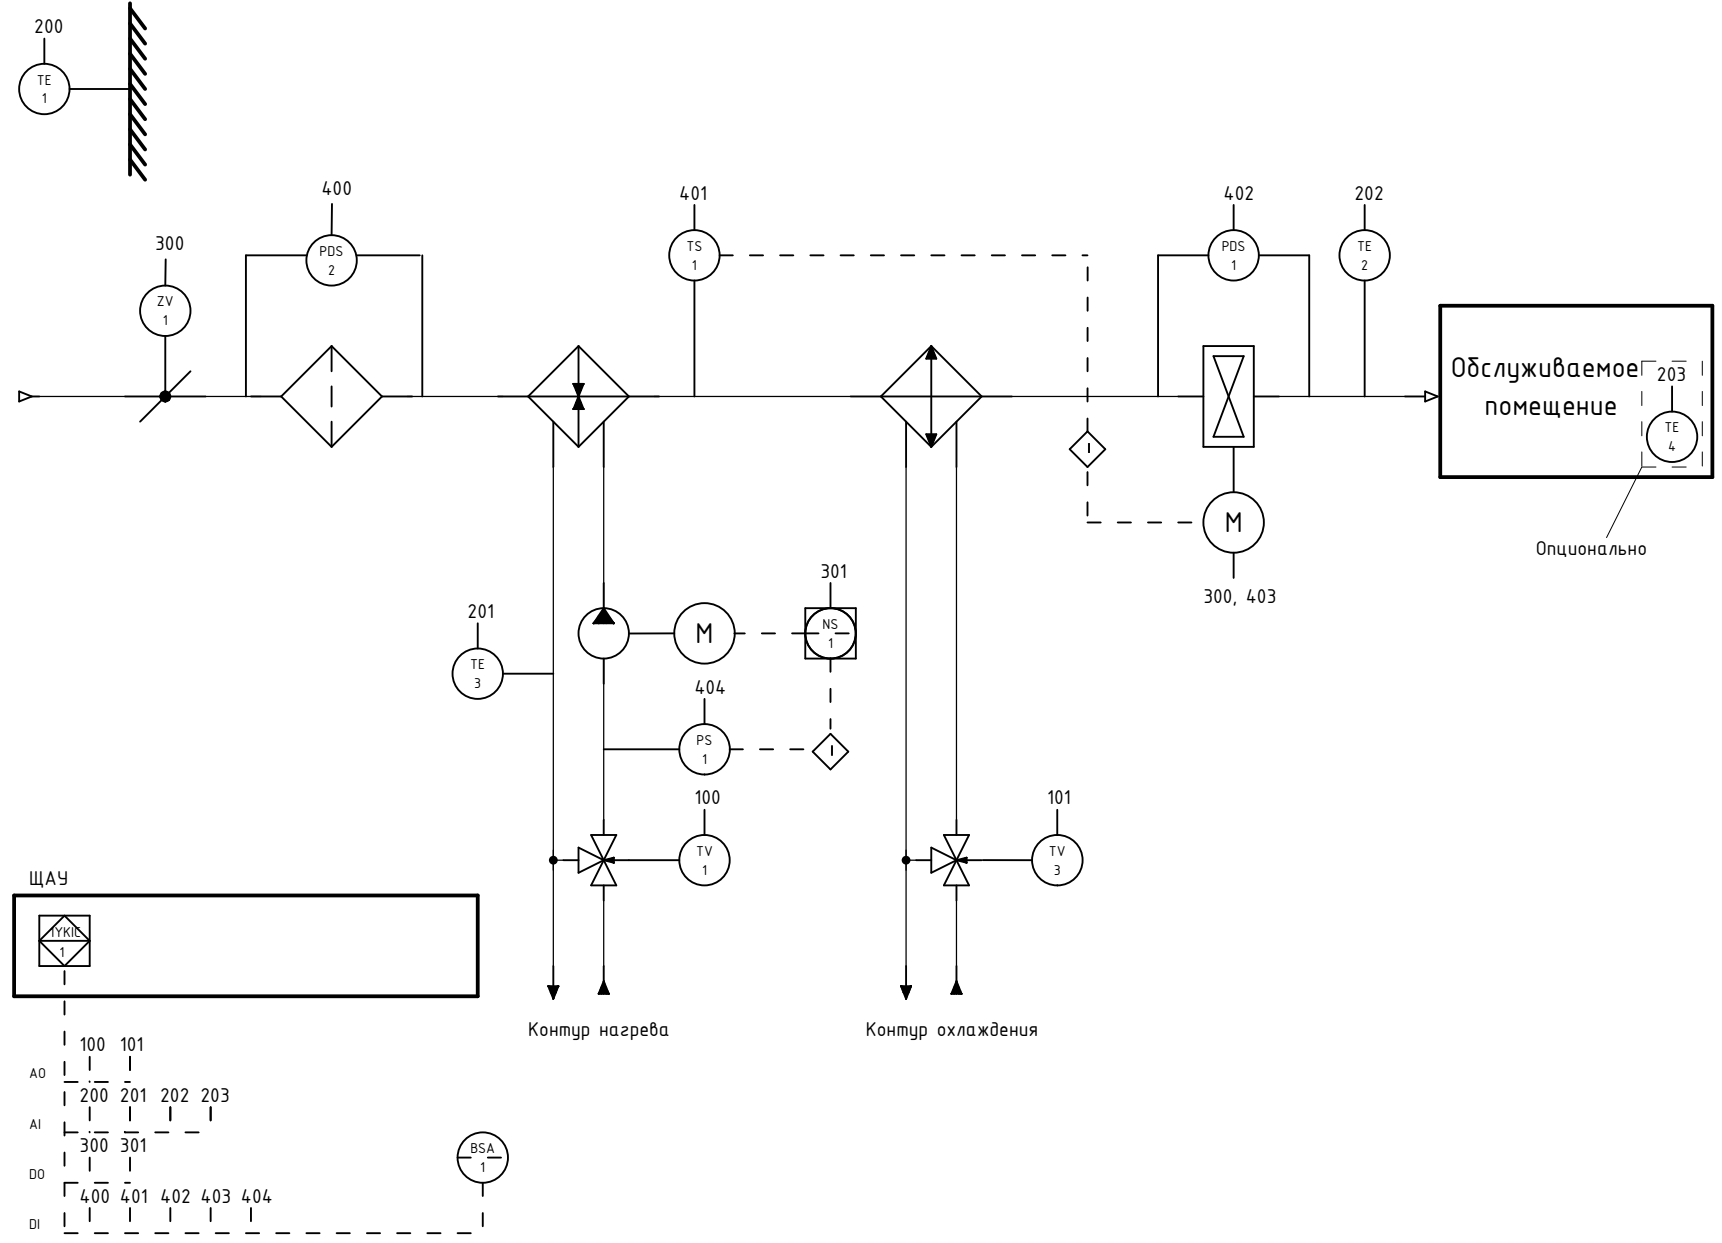 200
TE
1
400
PDS
2
300
ZV
1
401
TS
1
402
PDS
1
202
TE
2
Обслуживаемое
помещение
203
TE
4
Опционально
I
M
300, 403
301
NS
1
M
201
TE
3
404
PS
1
I
100
TV
1
101
TV
3
ЩАУ
1
Контур нагрева
Контур охлаждения
100 101
AO
200 201 202 203
AI
300 301
DO
BSA
1
400 401 402 403 404
DI